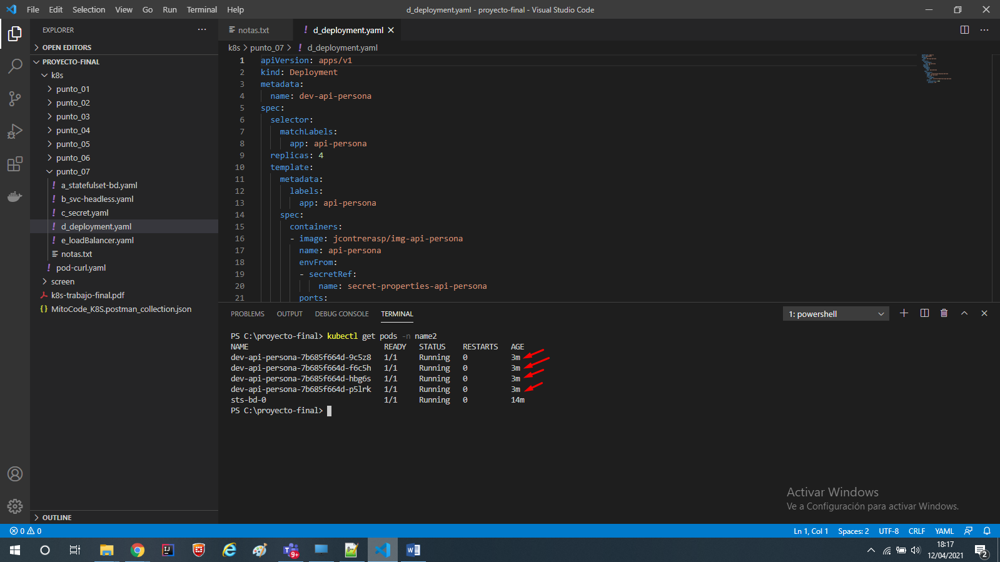 File Edit Selection View Go Run Terminal Help
d_deployment.yaml - proyecto-final - Visual Studio Code
EXPLORER
OPEN EDITORS
PROYECTO-FINAL
k8s
punto_01
punto_02
punto_03
punto_04
punto_05
punto_06
punto_07
! a_statefulset-bd.yaml
! b_svc-headless.yaml
! c_secret.yaml
! d_deployment.yaml
! e_loadBalancer.yaml
notas.txt
! pod-curl.yaml
screen
k8s-trabajo-final.pdf
{} MitoCode_K8S.postman_collection.json
OUTLINE
notas.txt
! d_deployment.yaml
k8s > punto_07 > ! d_deployment.yaml
1 apiVersion: apps/v1
2 kind: Deployment
3 metadata:
4 name: dev-api-persona
5 spec:
6 selector:
7 matchLabels:
8 app: api-persona
9 replicas: 4
10 template:
11 metadata:
12 labels:
13 app: api-persona
14 spec:
15 containers:
16 - image: jcontrerasp/img-api-persona
17 name: api-persona
18 envFrom:
19 - secretRef:
20 name: secret-properties-api-persona
21 ports:
PROBLEMS OUTPUT DEBUG CONSOLE TERMINAL
1: powershell
PS C:\proyecto-final> kubectl get pods -n name2
NAME READY STATUS RESTARTS AGE
dev-api-persona-7b685f664d-9c5z8 1/1 Running 0 3m
dev-api-persona-7b685f664d-f6c5h 1/1 Running 0 3m
dev-api-persona-7b685f664d-hbg6s 1/1 Running 0 3m
dev-api-persona-7b685f664d-p5lrk 1/1 Running 0 3m
sts-bd-0 1/1 Running 0 14m
PS C:\proyecto-final>
Activar Windows
Ve a Configuración para activar Windows.
0 0
Ln 1, Col 1 Spaces: 2 UTF-8 CRLF YAML
9+
18:17
12/04/2021
2